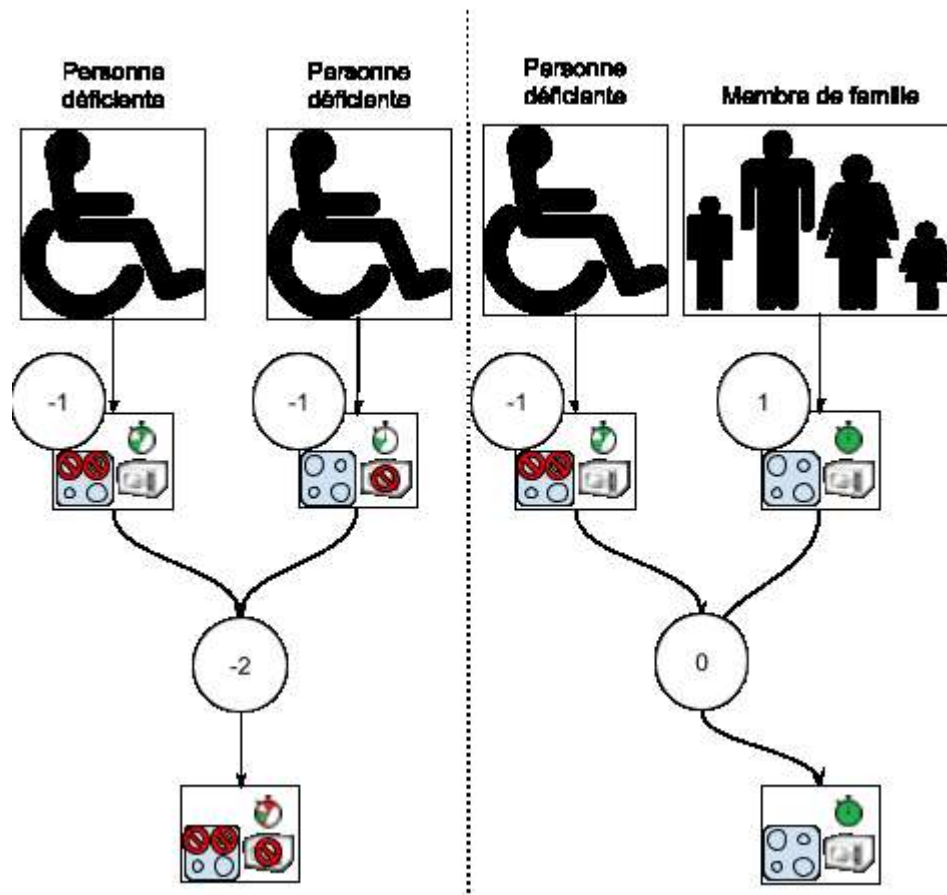 Personne
déficiente
Personne
déficiente
Personne
déficiente
Membre de famille
-1
-1
-1
1
-2
0